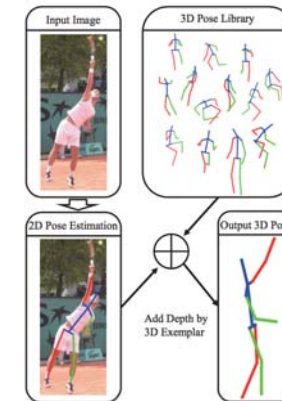 Input Image
3D Pose Library
2D Pose Estimation
Output 3D Po
Add Depth by
3D Exemplar